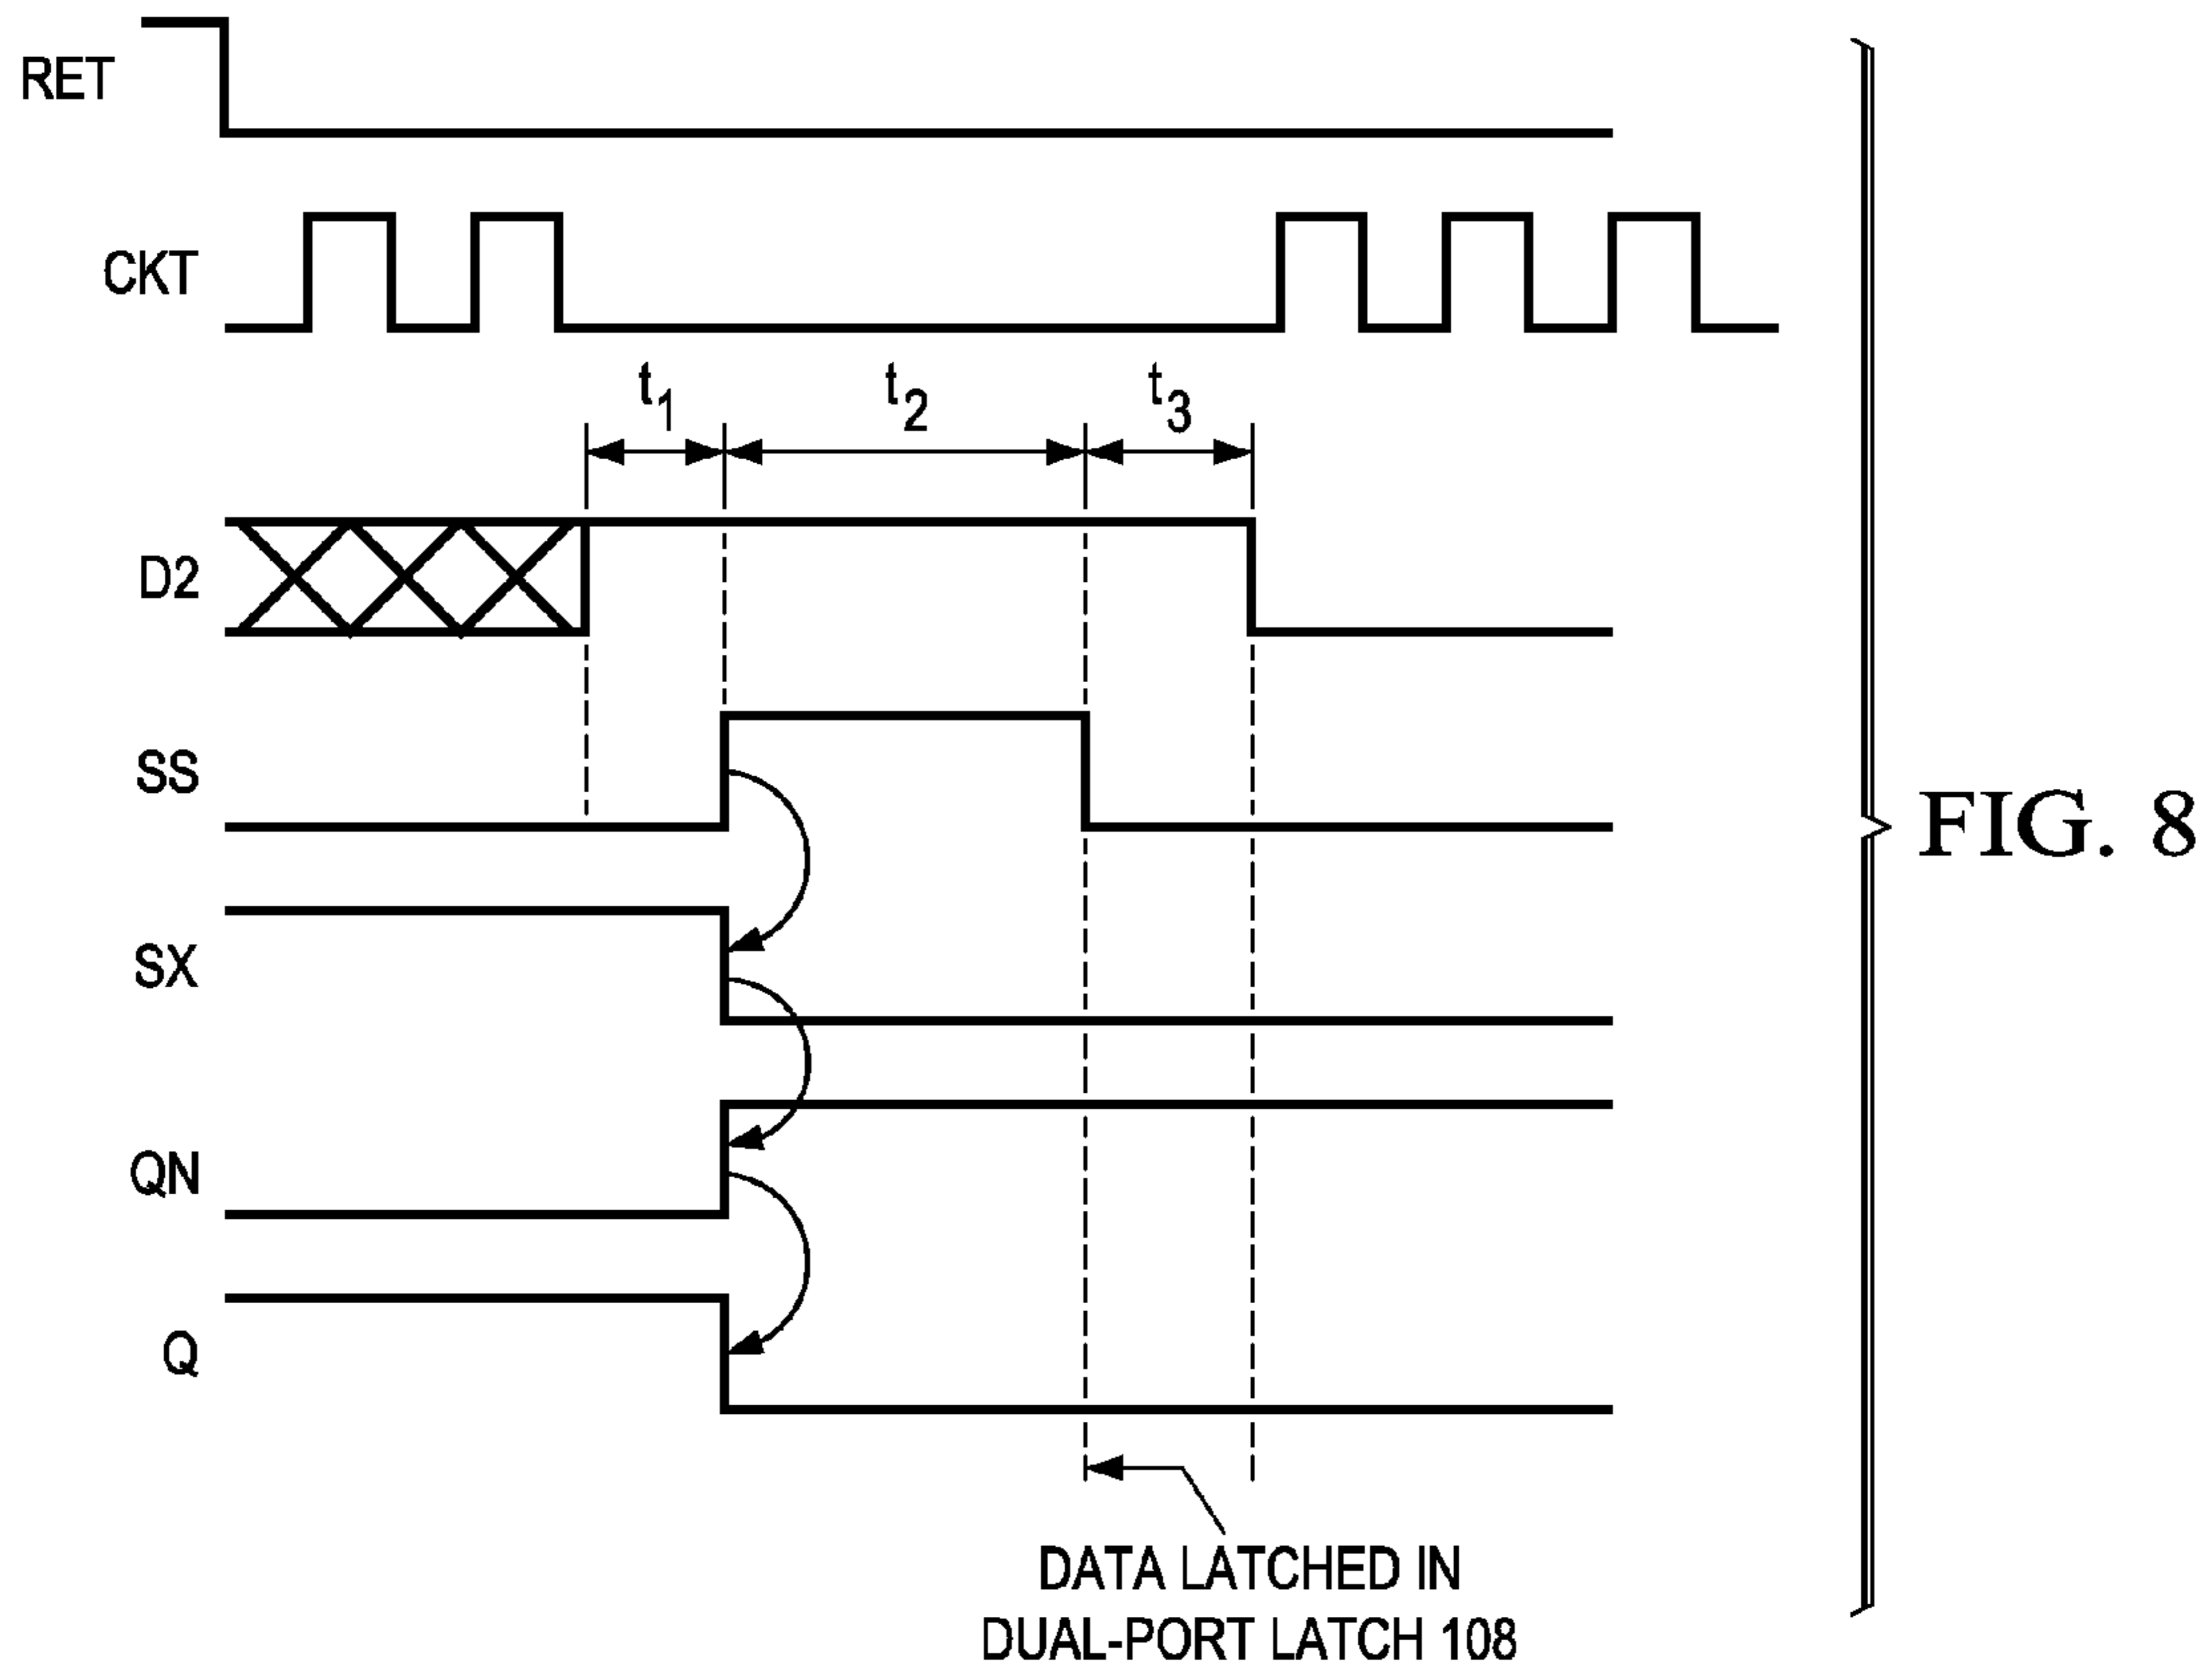 RET
CKT
t1
t2
t3
D2
SS
FIG. 8
SX
QN
Q
DATA LATCHED IN
DUAL-PORT LATCH 108